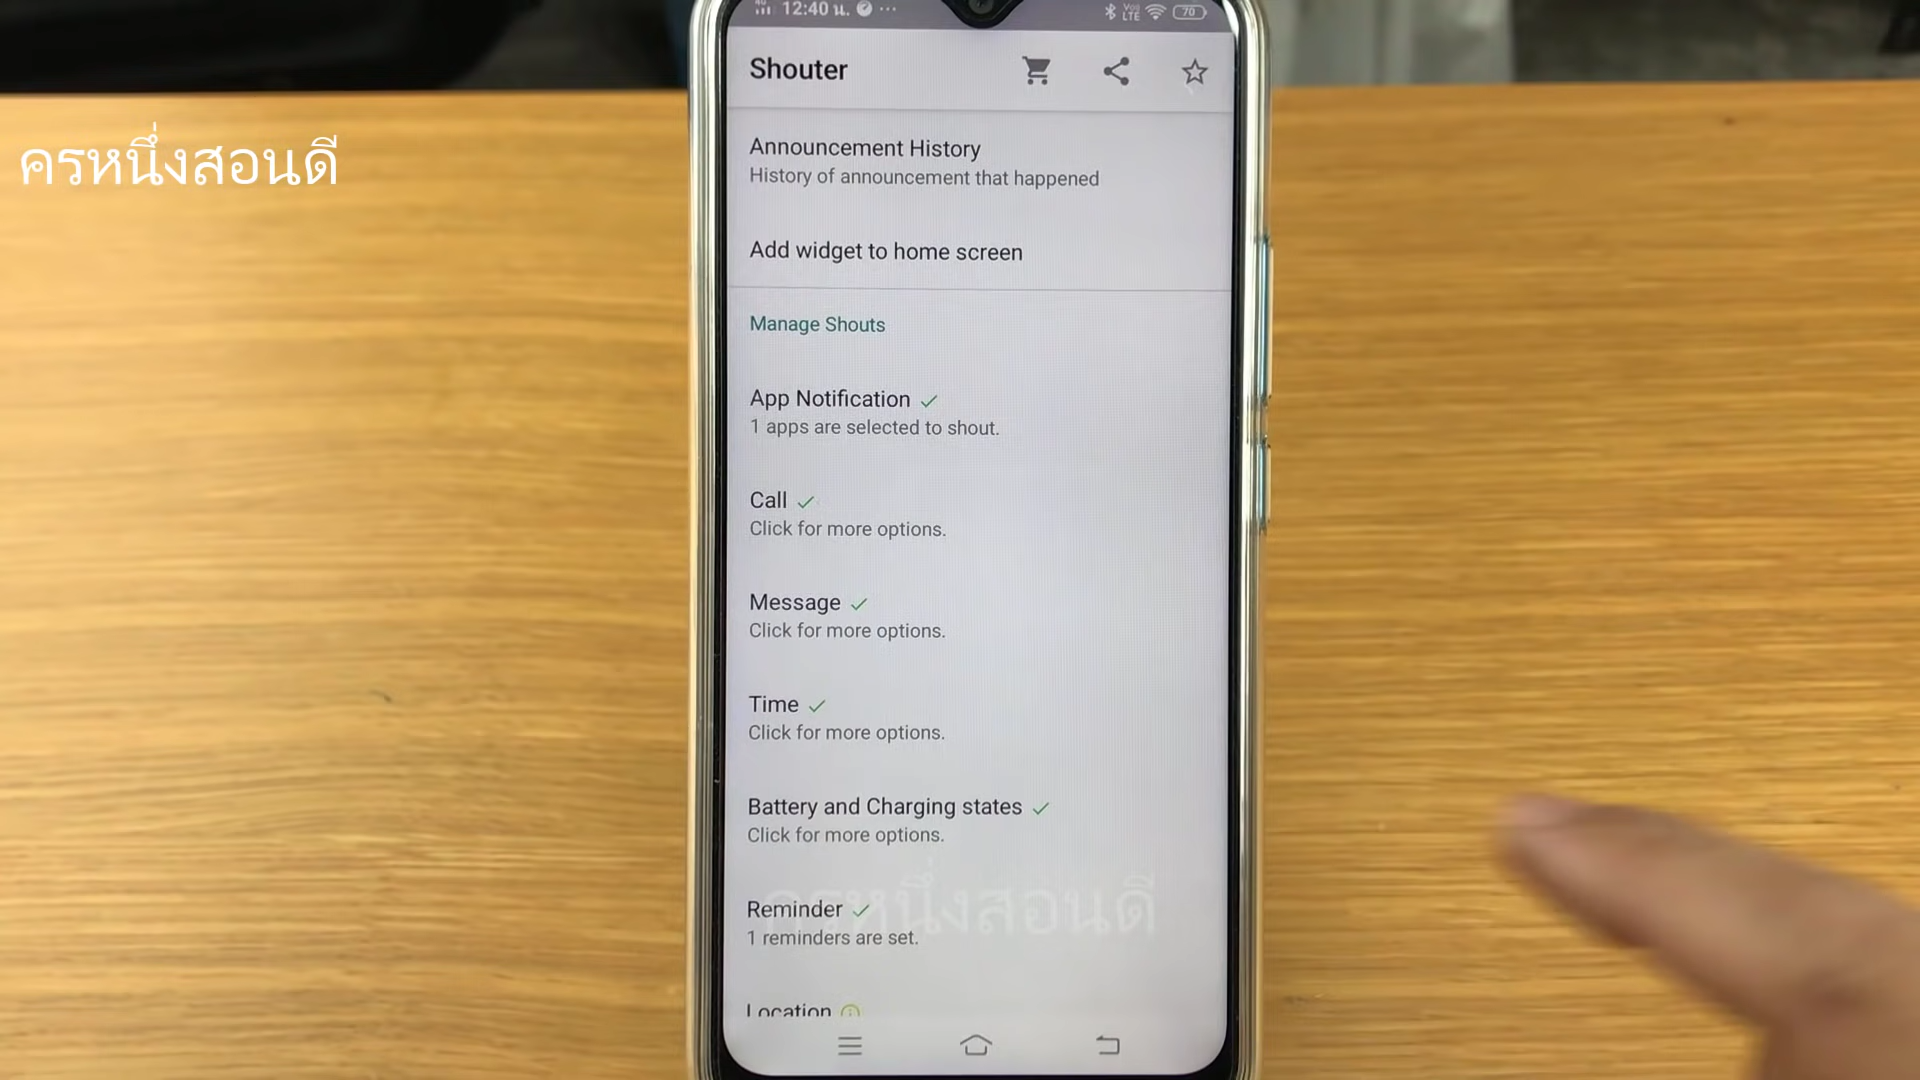 12:40 น.
VoO LTE
70
Shouter
ครหนึ่งสอนดี
Announcement History
History of announcement that happened
Add widget to home screen
Manage Shouts
App Notification
1 apps are selected to shout.
Call
Click for more options.
Message
Click for more options.
Time
Click for more options.
Battery and Charging states
Click for more options.
ครหนึ่งสอนดี
Reminder
1 reminders are set.
Location